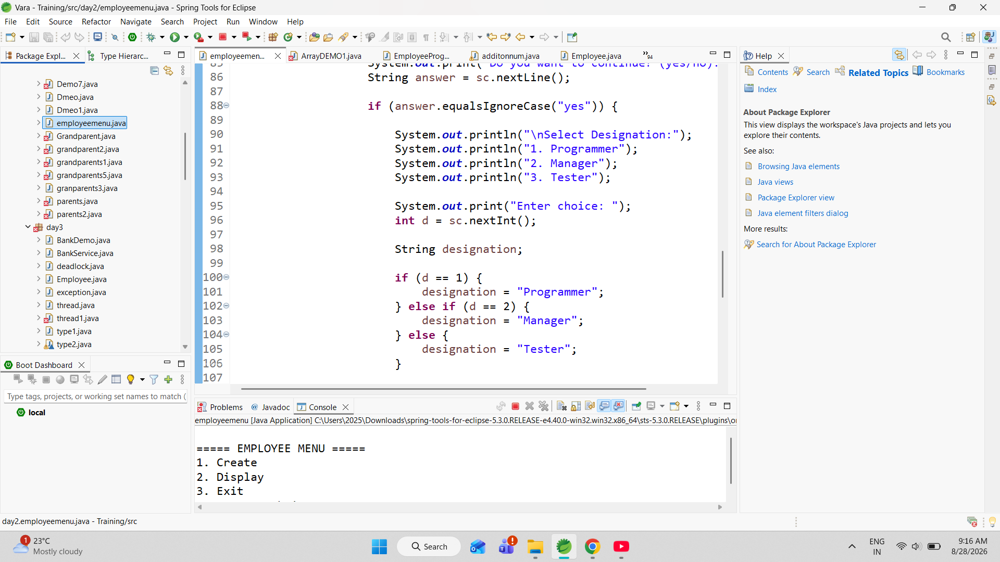 Vara - Training/src/day2/employeemenu.java - Spring Tools for Eclipse
File Edit Source Refactor Navigate Search Project Run Window Help
Package Expl...
Type Hierarc...
Demo7.java
Dmeo.java
Dmeo1.java
employeemenu.java
Grandparent.java
grandparent2.java
grandparents1.java
grandparents5.java
granparents3.java
parents.java
parents2.java
day3
BankDemo.java
BankService.java
deadlock.java
Employee.java
exception.java
thread.java
thread1.java
type1.java
type2.java
Boot Dashboard
Type tags, projects, or working set names to match (
local
employeemen...
ArrayDEMO1.java
EmployeeProg...
additonnum.java
Employee.java
»94
85 System.out.print("Do you want to continue? (yes/no):
86 String answer = sc.nextLine();
87
88 if (answer.equalsIgnoreCase("yes")) {
89
90 System.out.println("\nSelect Designation:");
91 System.out.println("1. Programmer");
92 System.out.println("2. Manager");
93 System.out.println("3. Tester");
94
95 System.out.print("Enter choice: ");
96 int d = sc.nextInt();
97
98 String designation;
99
100 if (d == 1) {
101 designation = "Programmer";
102 } else if (d == 2) {
103 designation = "Manager";
104 } else {
105 designation = "Tester";
106 }
107
Problems
Javadoc
Console
employeemenu [Java Application] C:\Users\2025\Downloads\spring-tools-for-eclipse-5.3.0.RELEASE-e4.40.0-win32.win32.x86_64\sts-5.3.0.RELEASE\plugins\o
===== EMPLOYEE MENU =====
1. Create
2. Display
3. Exit
Help
Contents
Search
Related Topics
Bookmarks
Index
About Package Explorer
This view displays the workspace's Java projects and lets you
explore their contents.
See also:
Browsing Java elements
Java views
Package Explorer view
Java element filters dialog
More results:
Search for About Package Explorer
day2.employeemenu.java - Training/src
1
23°C
Mostly cloudy
Search
ENG
IN
9:16 AM
8/28/2026